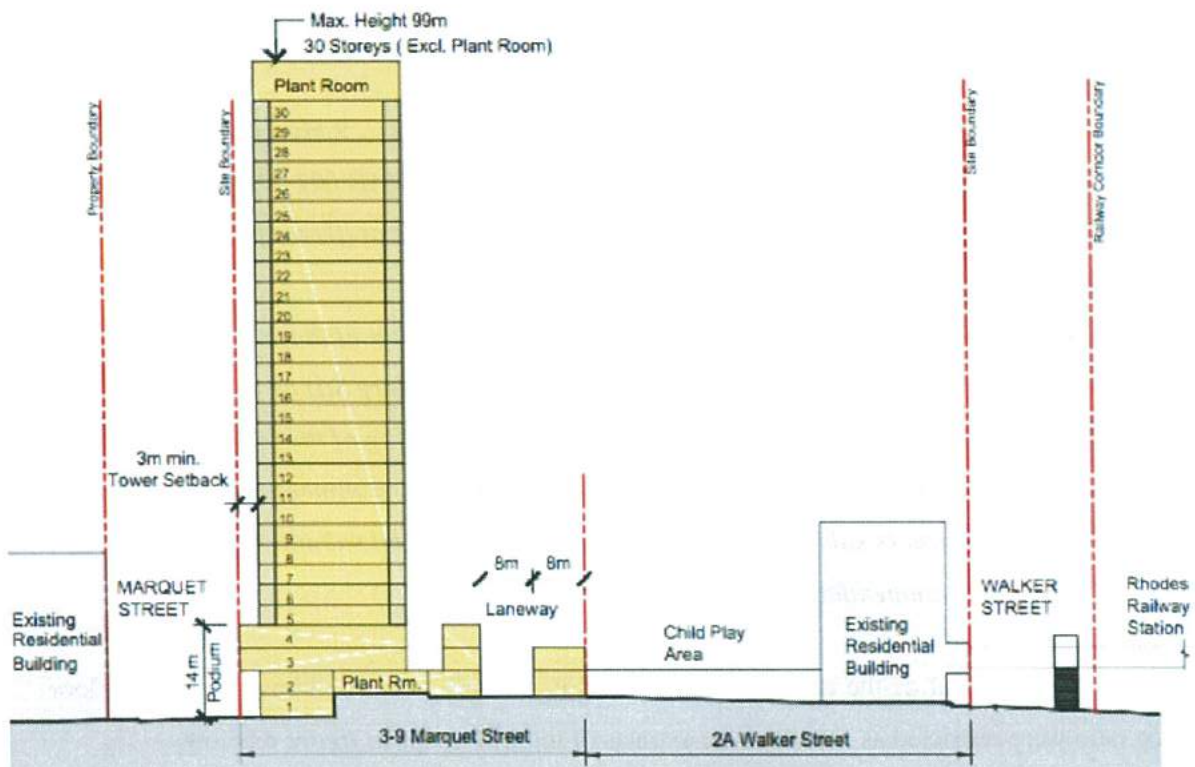 Max. Height 99m
30 Storeys ( Excl. Plant Room)
Plant Room
30
29
28
27
26
25
24
23
22
21
20
19
18
17
16
15
14
13
12
11
10
9
8
7
6
5
4
3
2
1
Property Boundary
Site Boundary
Site Boundary
Railway Corridor Boundary
3m min.
Tower Setback
8m
8m
Laneway
MARQUET
STREET
Existing
Residential
Building
14m
Podium
Plant Rm.
Child Play
Area
Existing
Residential
Building
WALKER
STREET
Rhodes
Railway
Station
3-9 Marquet Street
2A Walker Street